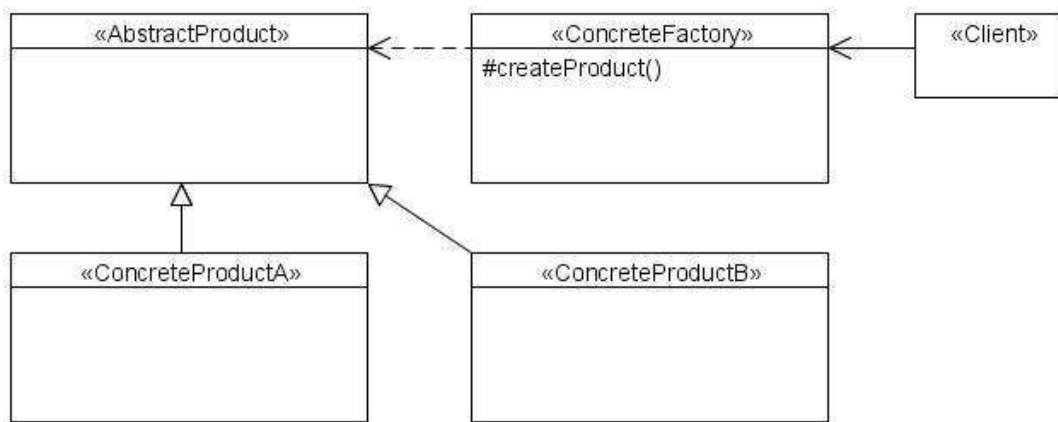 «AbstractProduct»
«ConcreteFactory»
«Client»
#createProduct()
«ConcreteProductA»
«ConcreteProductB»